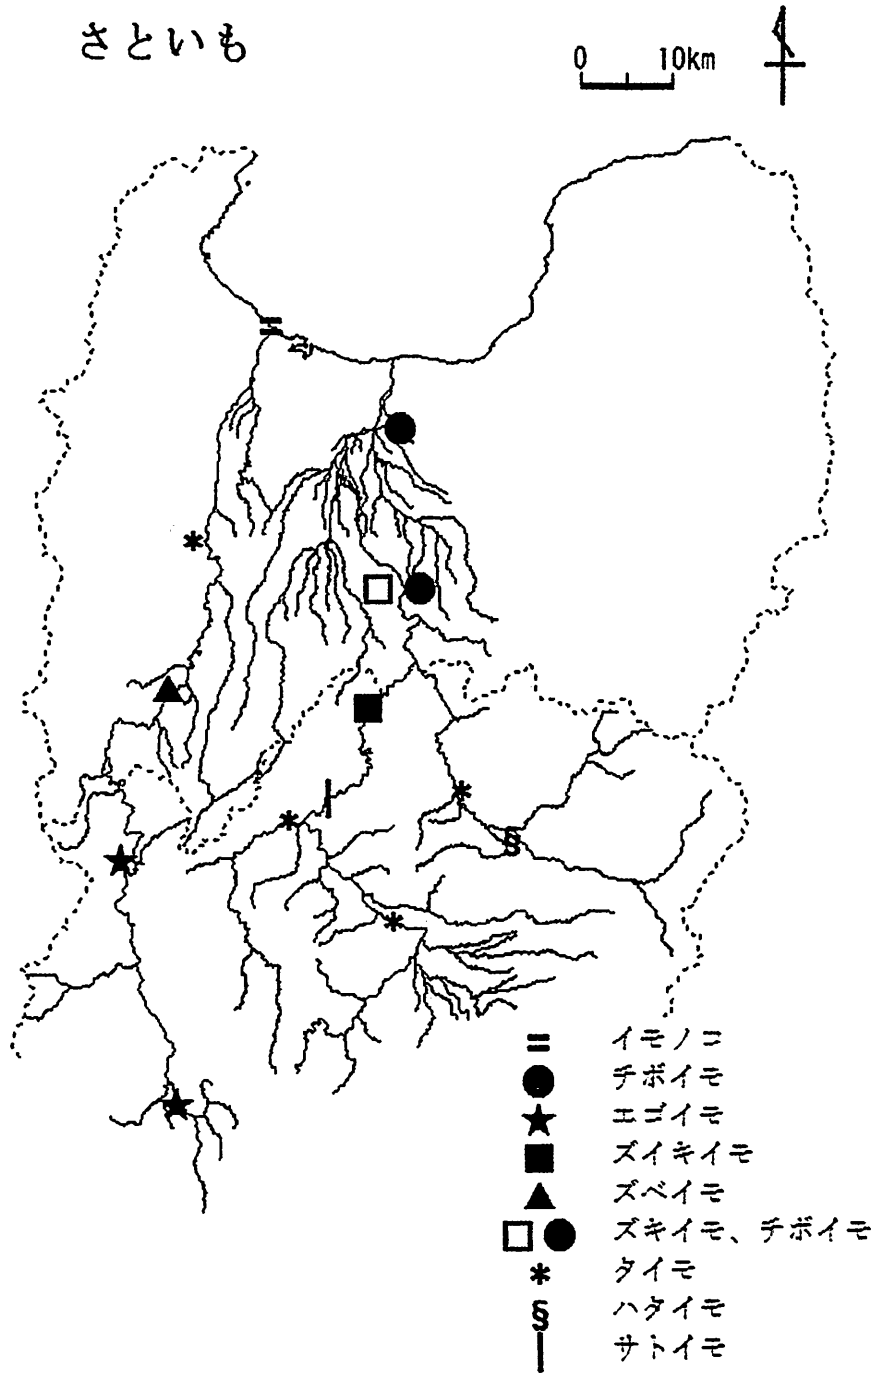 さといも
0 10km
イモノコ
チボイモ
エゴイモ
ズイキイモ
ズベイモ
ズキイモ、チボイモ
タイモ
§ ハタイモ
サトイモ